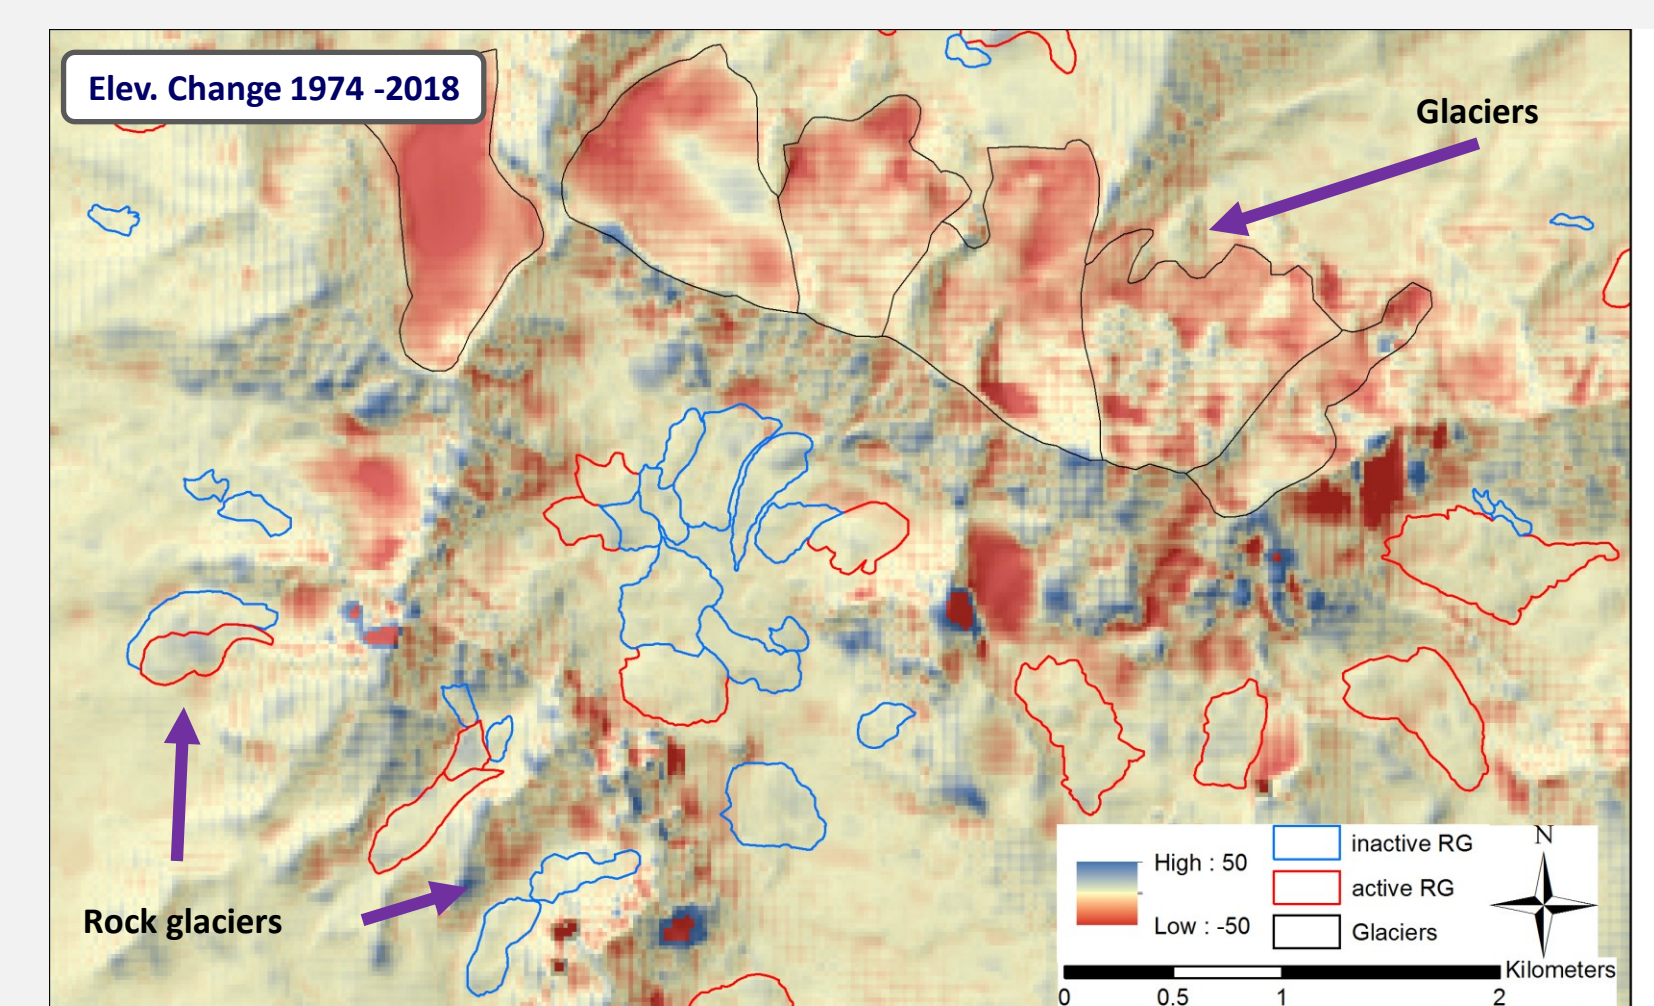 Elev. Change 1974 -2018
Glaciers
Rock glaciers
High : 50
Low : -50
inactive RG
active RG
Glaciers
N
Kilometers
0 0.5 1 2